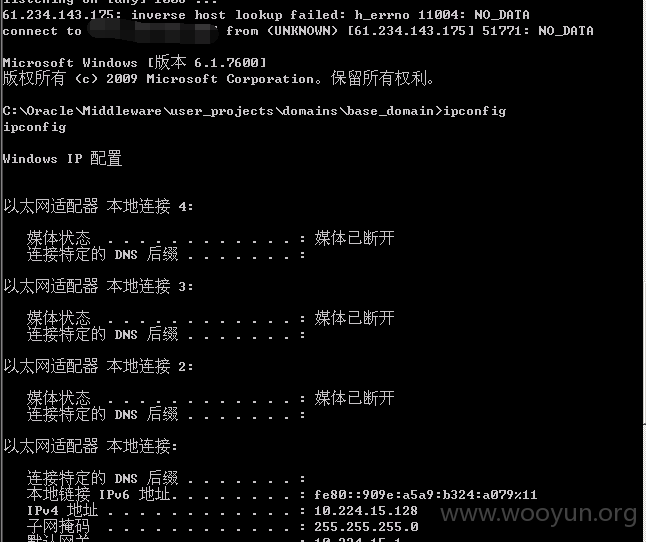 listening on [any] 1000 ...
61.234.143.175: inverse host lookup failed: h_errno 11004: NO_DATA
connect to from (UNKNOWN) [61.234.143.175] 51771: NO_DATA
Microsoft Windows [版本 6.1.7600]
版权所有 (c) 2009 Microsoft Corporation。保留所有权利。
C:\Oracle\Middleware\user_projects\domains\base_domain>ipconfig
ipconfig
Windows IP 配置
以太网适配器 本地连接 4:
媒体状态 . . . . . . . . . . . . : 媒体已断开
连接特定的 DNS 后缀 . . . . . . . :
以太网适配器 本地连接 3:
媒体状态 . . . . . . . . . . . . : 媒体已断开
连接特定的 DNS 后缀 . . . . . . . :
以太网适配器 本地连接 2:
媒体状态 . . . . . . . . . . . . : 媒体已断开
连接特定的 DNS 后缀 . . . . . . . :
以太网适配器 本地连接:
连接特定的 DNS 后缀 . . . . . . . :
本地链接 IPv6 地址. . . . . . . . : fe80::909e:a5a9:b324:a079%11
IPv4 地址 . . . . . . . . . . . . : 10.224.15.128
子网掩码 . . . . . . . . . . . . : 255.255.255.0
默认网关. . . . . . . . . . . . . : 10.224.15.1
www.wooyun.org